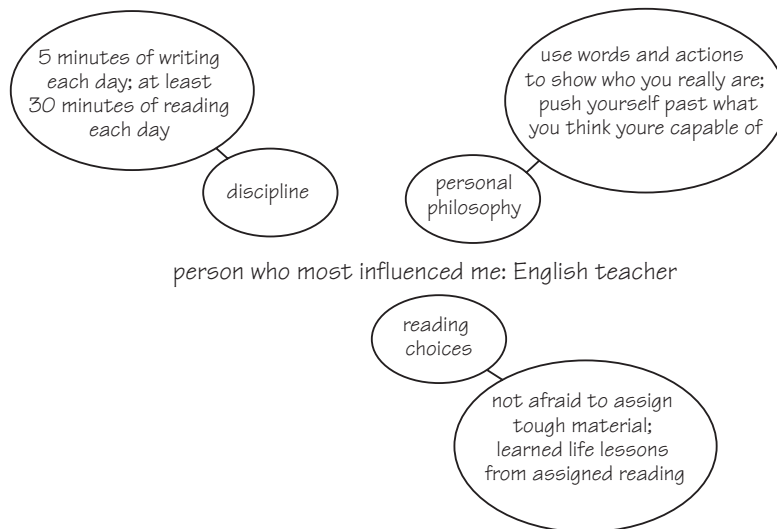 5 minutes of writing
each day; at least
30 minutes of reading
each day
use words and actions
to show who you really are;
push yourself past what
you think youre capable of
discipline
personal
philosophy
person who most influenced me: English teacher
reading
choices
not afraid to assign
tough material;
learned life lessons
from assigned reading